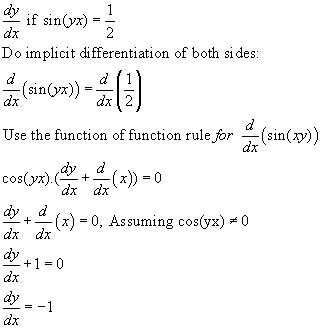 dy/dx if sin(yx) = 1/2
Do implicit differentiation of both sides:
d/dx(sin(yx)) = d/dx(1/2)
Use the function of function rule for d/dx(sin(xy))
cos(yx).(dy/dx + d/dx(x)) = 0
dy/dx + d/dx(x) = 0, Assuming cos(yx) ≠ 0
dy/dx + 1 = 0
dy/dx = −1